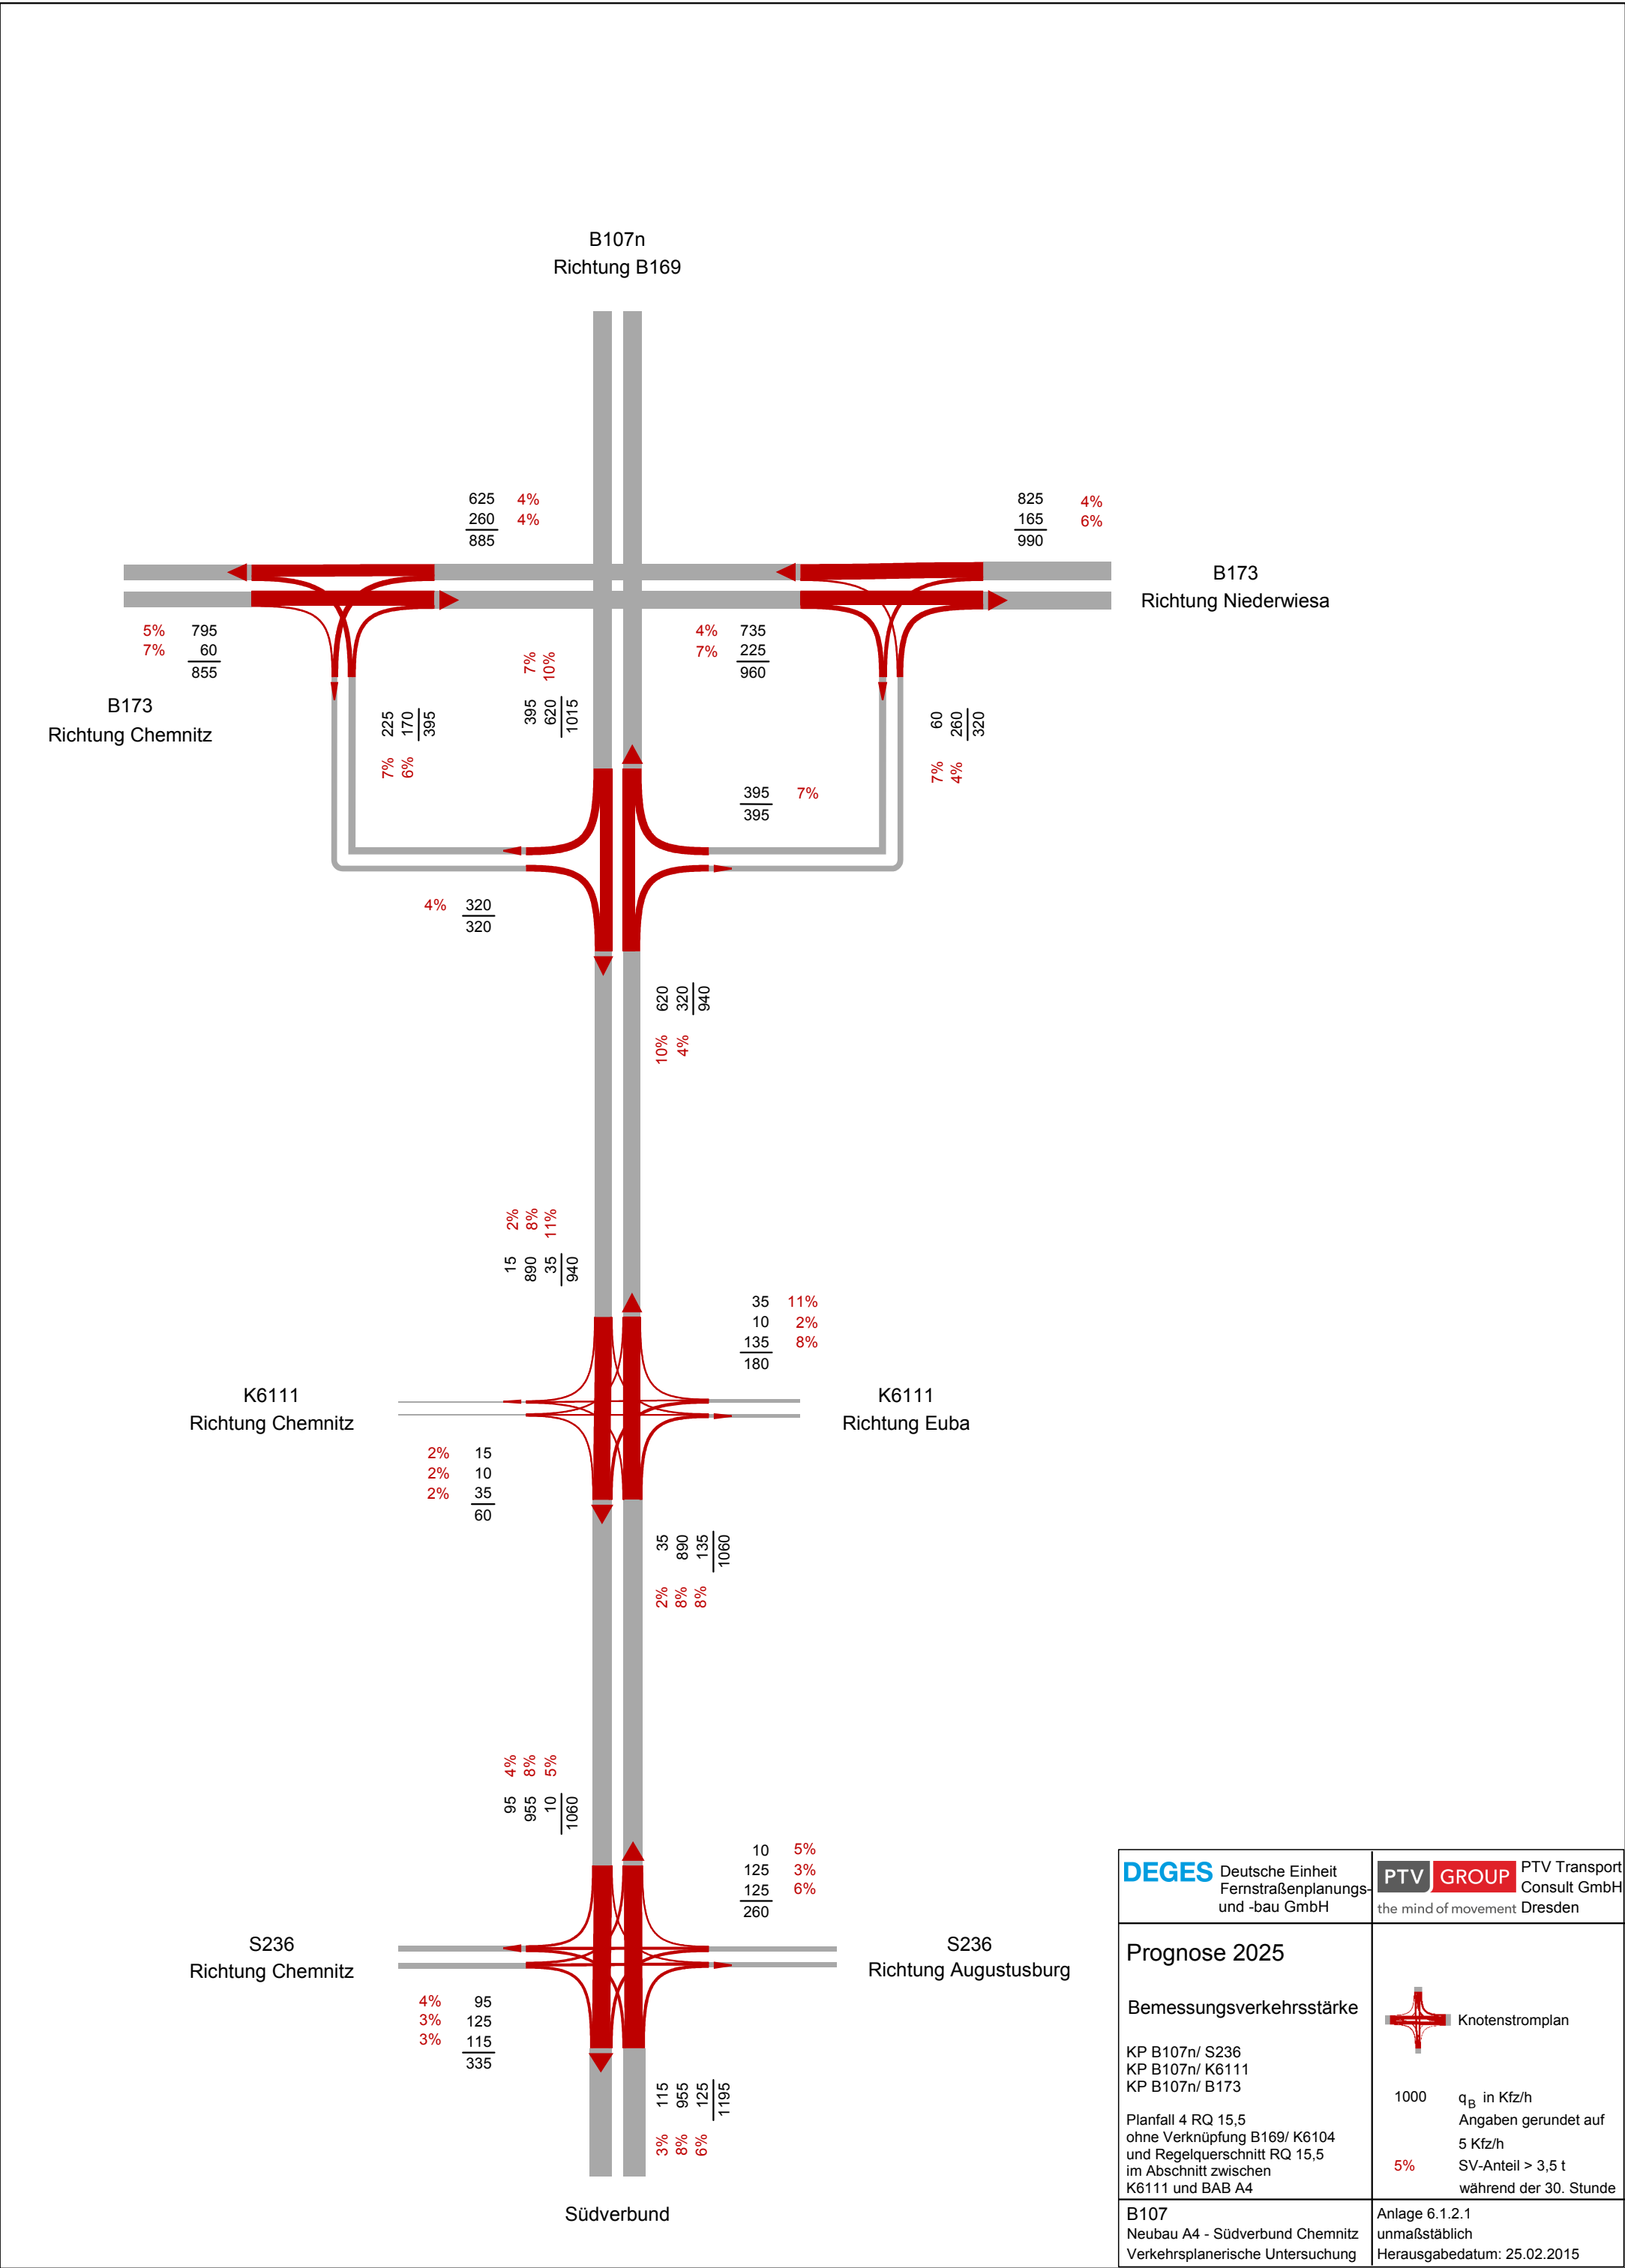 B107n
Richtung B169
625 4%
260 4%
885
825 4%
165 6%
990
B173
Richtung Niederwiesa
5% 795
7% 60
855
4% 735
7% 225
960
B173
Richtung Chemnitz
7% 10%
395 620 1015
225 170 395
7% 6%
60 260 320
7% 4%
395 7%
395
4% 320
320
620 320 940
10% 4%
2% 8% 11%
15 890 35 940
35 11%
10 2%
135 8%
180
K6111
Richtung Chemnitz
K6111
Richtung Euba
2% 15
2% 10
2% 35
60
35 890 135 1060
2% 8% 8%
4% 8% 5%
95 955 10 1060
10 5%
125 3%
125 6%
260
S236
Richtung Chemnitz
S236
Richtung Augustusburg
4% 95
3% 125
3% 115
335
115 955 125 1195
3% 8% 6%
Südverbund
DEGES Deutsche Einheit
Fernstraßenplanungs-
und -bau GmbH
PTV GROUP
the mind of movement
PTV Transport
Consult GmbH
Dresden
Prognose 2025
Bemessungsverkehrsstärke
KP B107n/ S236
KP B107n/ K6111
KP B107n/ B173
Planfall 4 RQ 15,5
ohne Verknüpfung B169/ K6104
und Regelquerschnitt RQ 15,5
im Abschnitt zwischen
K6111 und BAB A4
Knotenstromplan
1000 qB in Kfz/h
Angaben gerundet auf
5 Kfz/h
5% SV-Anteil > 3,5 t
während der 30. Stunde
B107
Neubau A4 - Südverbund Chemnitz
Verkehrsplanerische Untersuchung
Anlage 6.1.2.1
unmaßstäblich
Herausgabedatum: 25.02.2015